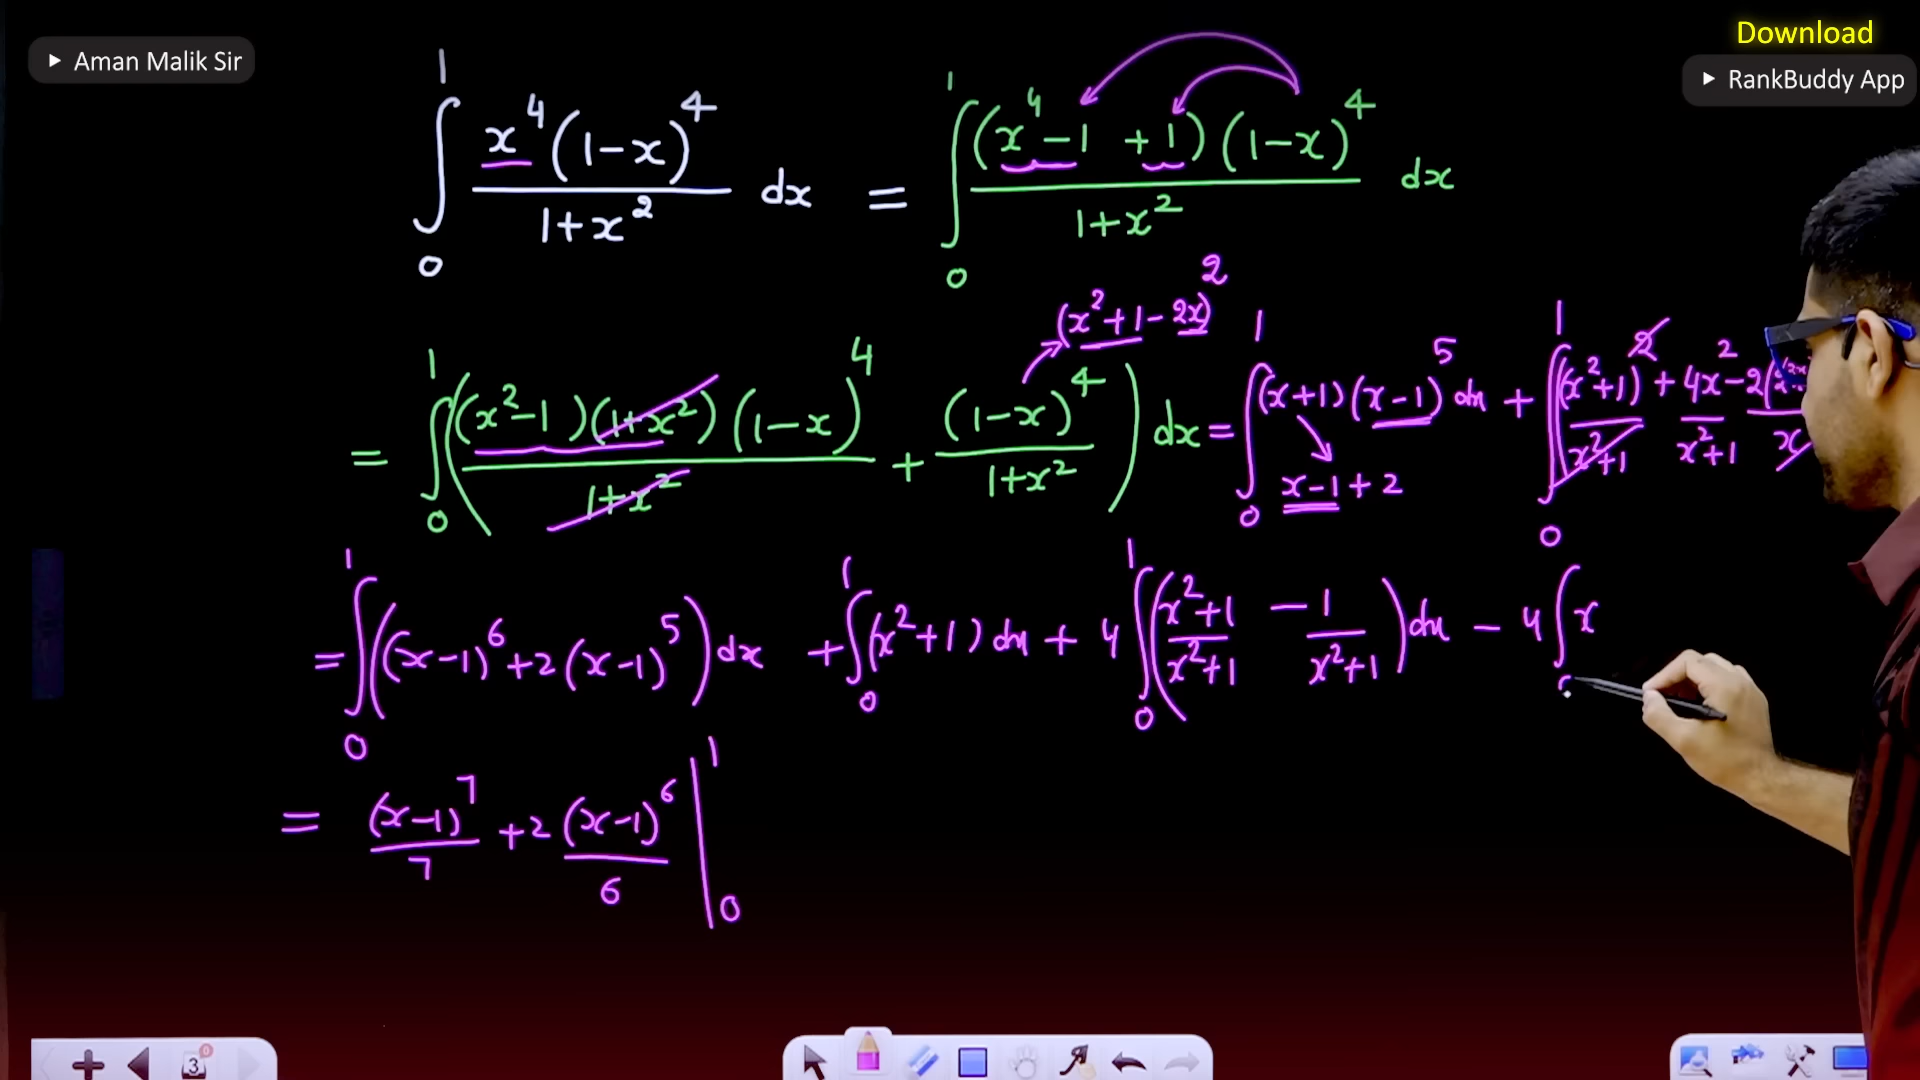 Download
▶ Aman Malik Sir
▶ RankBuddy App
∫₀¹ x⁴(1-x)⁴/(1+x²) dx = ∫₀¹ (x⁴-1 +1)(1-x)⁴/(1+x²) dx
(x²+1-2x)²
= ∫₀¹ ((x²-1)(1+x²)(1-x)⁴/(1+x²) + (1-x)⁴/(1+x²)) dx = ∫₀¹ (x+1)(x-1)⁵ dx + ∫₀¹ (x²+1)²/(x²+1) + 4x²/(x²+1) - 2
x-1+2
= ∫₀¹ ((x-1)⁶+2(x-1)⁵) dx + ∫₀¹ (x²+1) dx + 4 ∫₀¹ ((x²+1)/(x²+1) - 1/(x²+1)) dx - 4 ∫ x
= (x-1)⁷/7 + 2 (x-1)⁶/6 |₀¹
3
0